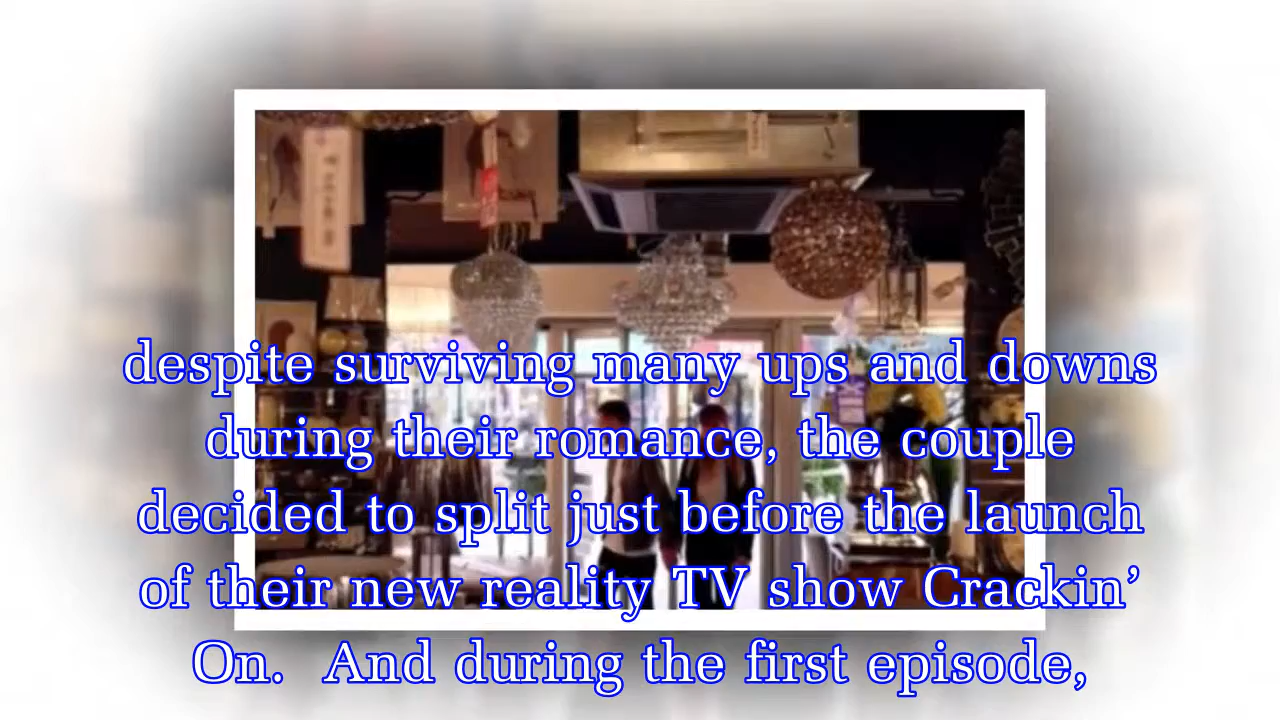 despite surviving many ups and downs
during their romance, the couple
decided to split just before the launch
of their new reality TV show Crackin’
On.  And during the first episode,